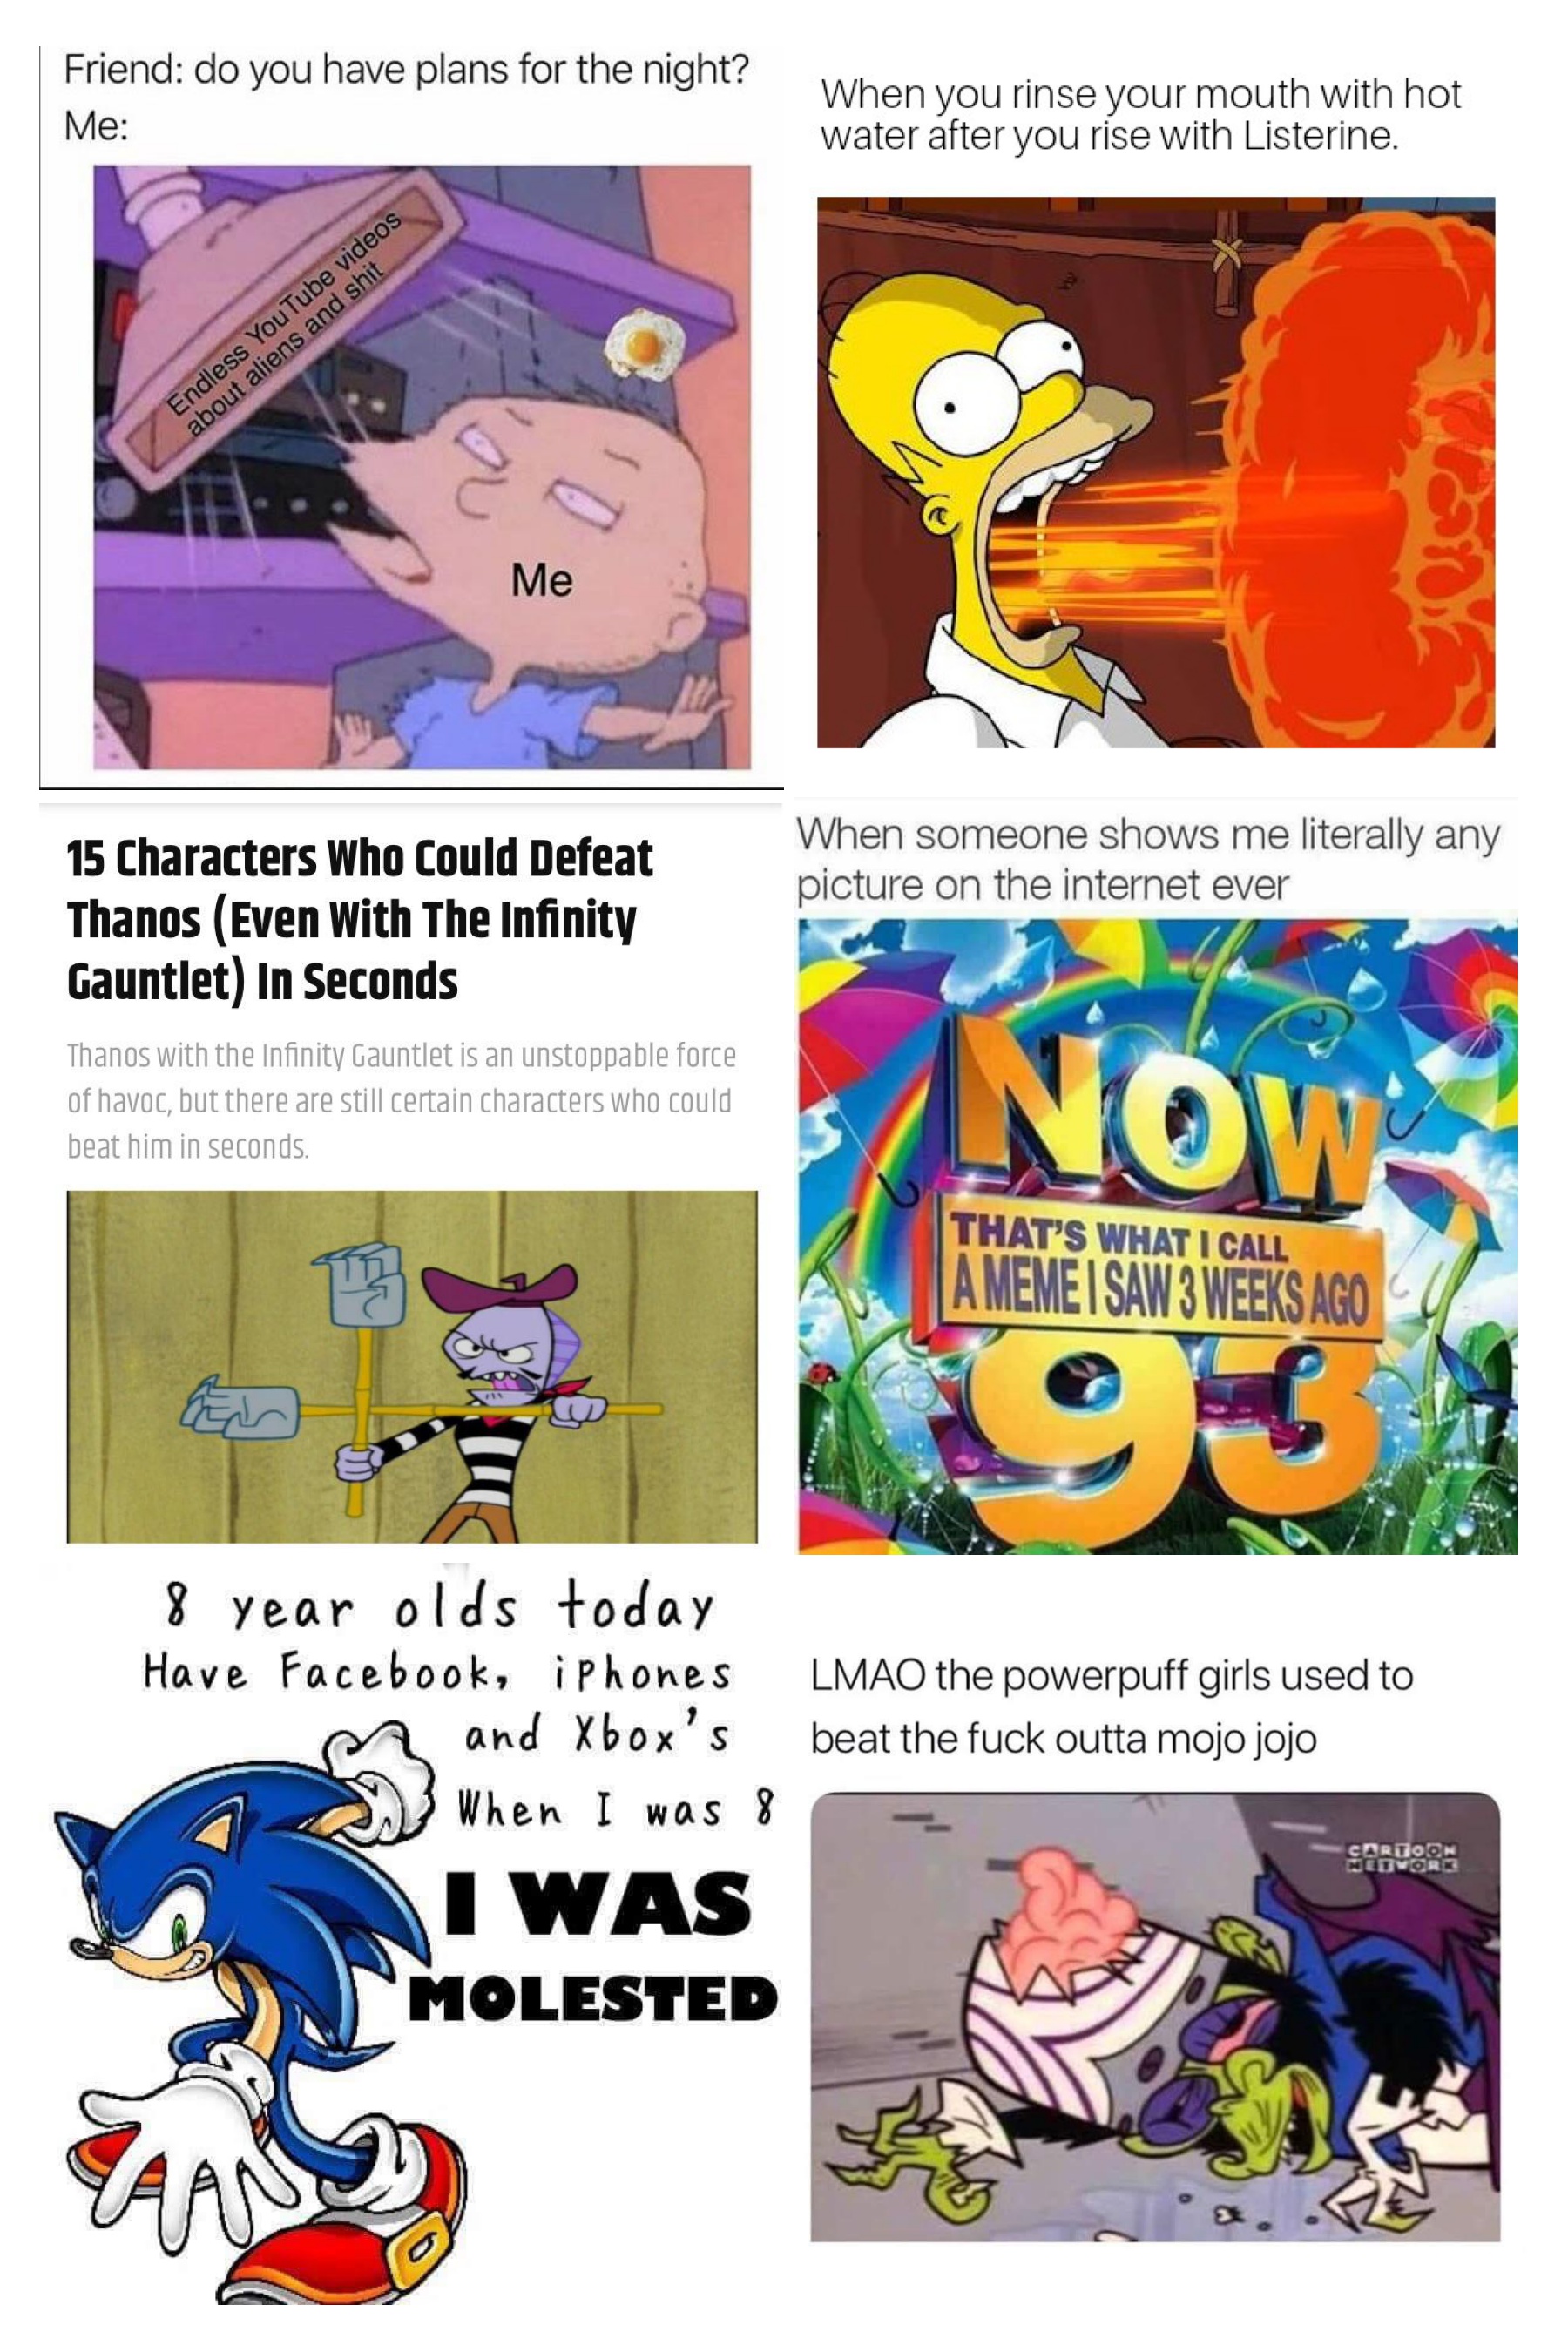 Friend: do you have plans for the night?
Me:
Endless YouTube videos
about aliens and shit
Me
When you rinse your mouth with hot
water after you rise with Listerine.
15 Characters Who Could Defeat
Thanos (Even With The Infinity
Gauntlet) In Seconds
Thanos with the Infinity Gauntlet is an unstoppable force
of havoc, but there are still certain characters who could
beat him in seconds.
When someone shows me literally any
picture on the internet ever
NOW
THAT'S WHAT I CALL
A MEME I SAW 3 WEEKS AGO
93
8 year olds today
Have Facebook, iPhones
and Xbox's
When I was 8
I WAS
MOLESTED
LMAO the powerpuff girls used to
beat the fuck outta mojo jojo
CARTOON
NETWORK